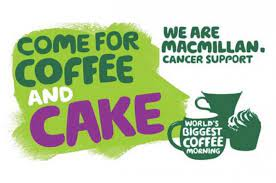 COME FOR
COFFEE
AND
CAKE
WE ARE
MACMILLAN.
CANCER SUPPORT
WORLD'S
BIGGEST
COFFEE
MORNING